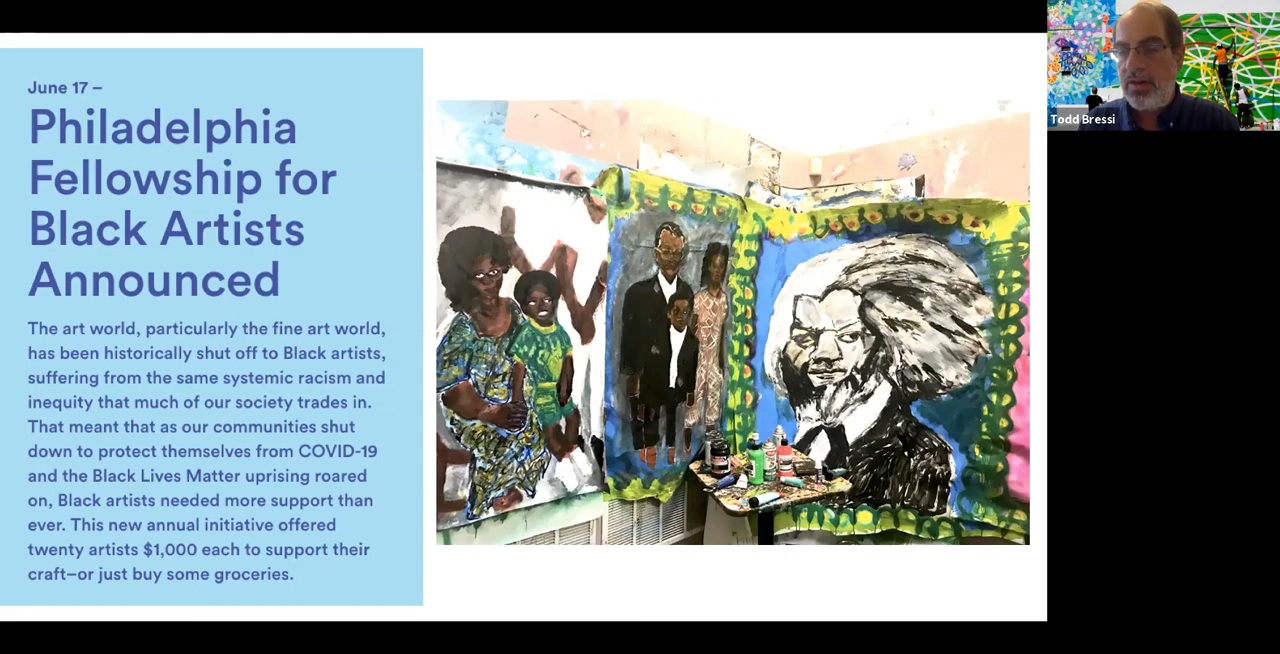 June 17 –
Philadelphia
Fellowship for
Black Artists
Announced
The art world, particularly the fine art world,
has been historically shut off to Black artists,
suffering from the same systemic racism and
inequity that much of our society trades in.
That meant that as our communities shut
down to protect themselves from COVID-19
and the Black Lives Matter uprising roared
on, Black artists needed more support than
ever. This new annual initiative offered
twenty artists $1,000 each to support their
craft–or just buy some groceries.
Todd Bressi